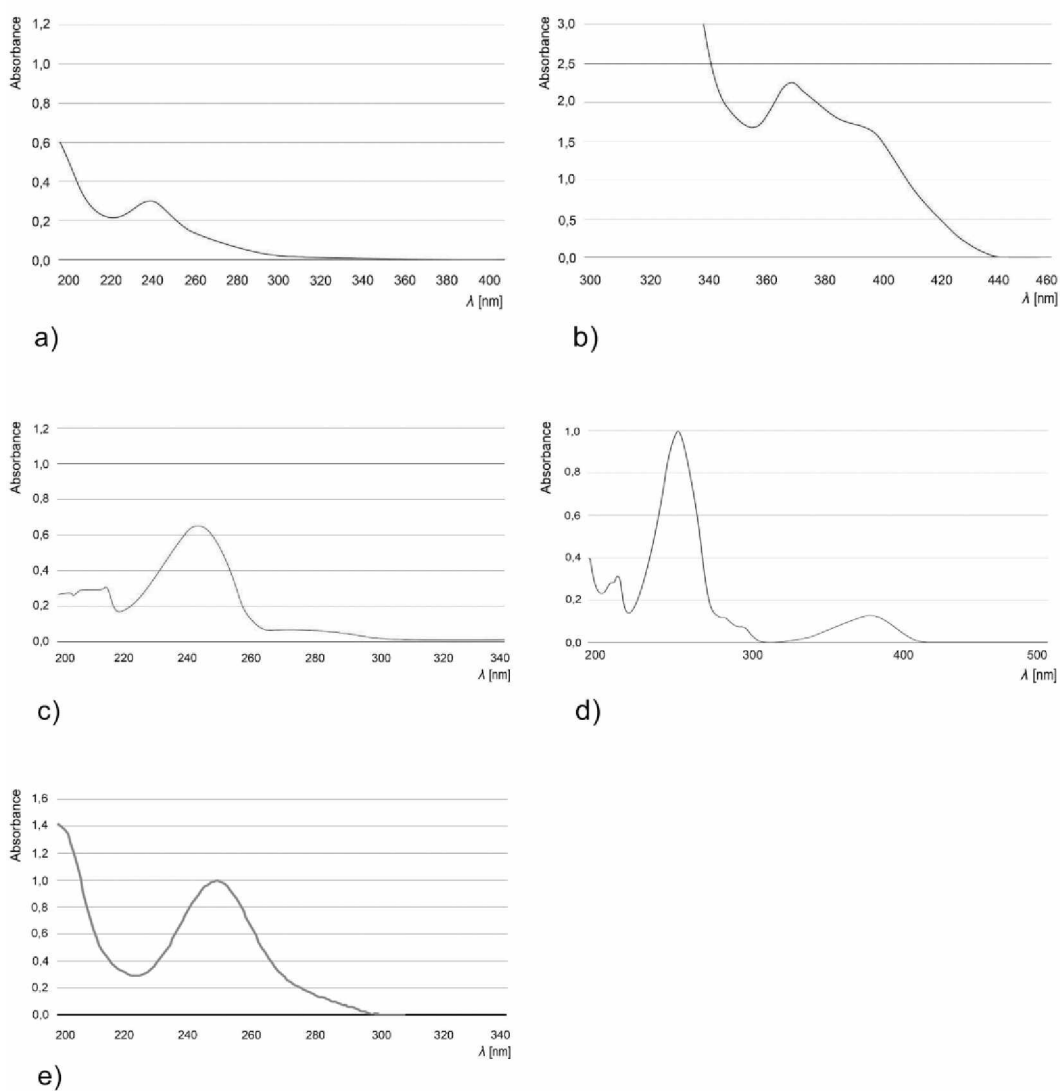 Absorbance
1,2
1,0
0,8
0,6
0,4
0,2
0,0
200 220 240 260 280 300 320 340 360 380 400
λ [nm]
a)
Absorbance
3,0
2,5
2,0
1,5
1,0
0,5
0,0
300 320 340 360 380 400 420 440 460
λ [nm]
b)
Absorbance
1,2
1,0
0,8
0,6
0,4
0,2
0,0
200 220 240 260 280 300 320 340
λ [nm]
c)
Absorbance
1,0
0,8
0,6
0,4
0,2
0,0
200 300 400 500
λ [nm]
d)
Absorbance
1,6
1,4
1,2
1,0
0,8
0,6
0,4
0,2
0,0
200 220 240 260 280 300 320 340
λ [nm]
e)